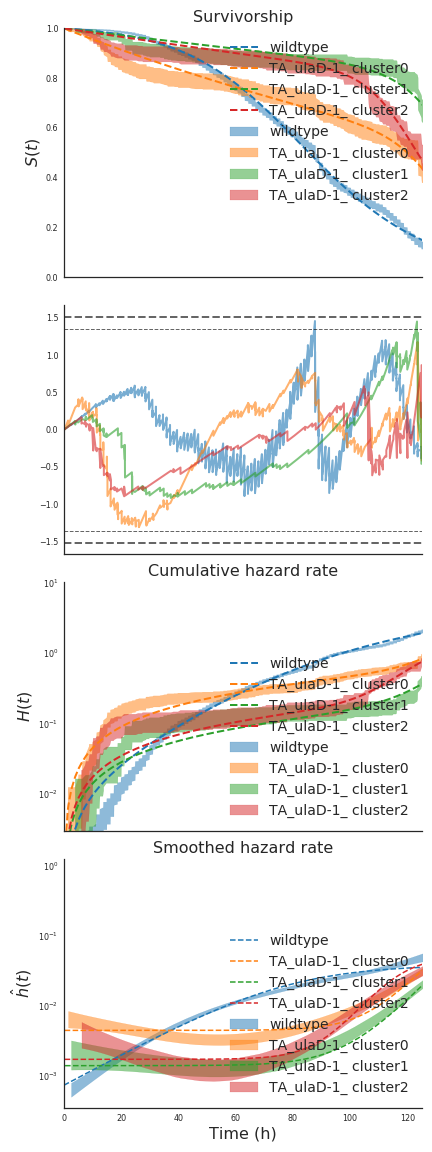 Survivorship
1.0
0.8
0.6
0.4
0.2
0.0
S(t)
wildtype
TA_ulaD-1_ cluster0
TA_ulaD-1_ cluster1
TA_ulaD-1_ cluster2
wildtype
TA_ulaD-1_ cluster0
TA_ulaD-1_ cluster1
TA_ulaD-1_ cluster2
1.5
1.0
0.5
0.0
−0.5
−1.0
−1.5
Cumulative hazard rate
10¹
10⁰
10⁻¹
10⁻²
H(t)
wildtype
TA_ulaD-1_ cluster0
TA_ulaD-1_ cluster1
TA_ulaD-1_ cluster2
wildtype
TA_ulaD-1_ cluster0
TA_ulaD-1_ cluster1
TA_ulaD-1_ cluster2
Smoothed hazard rate
10⁰
10⁻¹
10⁻²
10⁻³
ĥ(t)
wildtype
TA_ulaD-1_ cluster0
TA_ulaD-1_ cluster1
TA_ulaD-1_ cluster2
wildtype
TA_ulaD-1_ cluster0
TA_ulaD-1_ cluster1
TA_ulaD-1_ cluster2
0 20 40 60 80 100 120
Time (h)